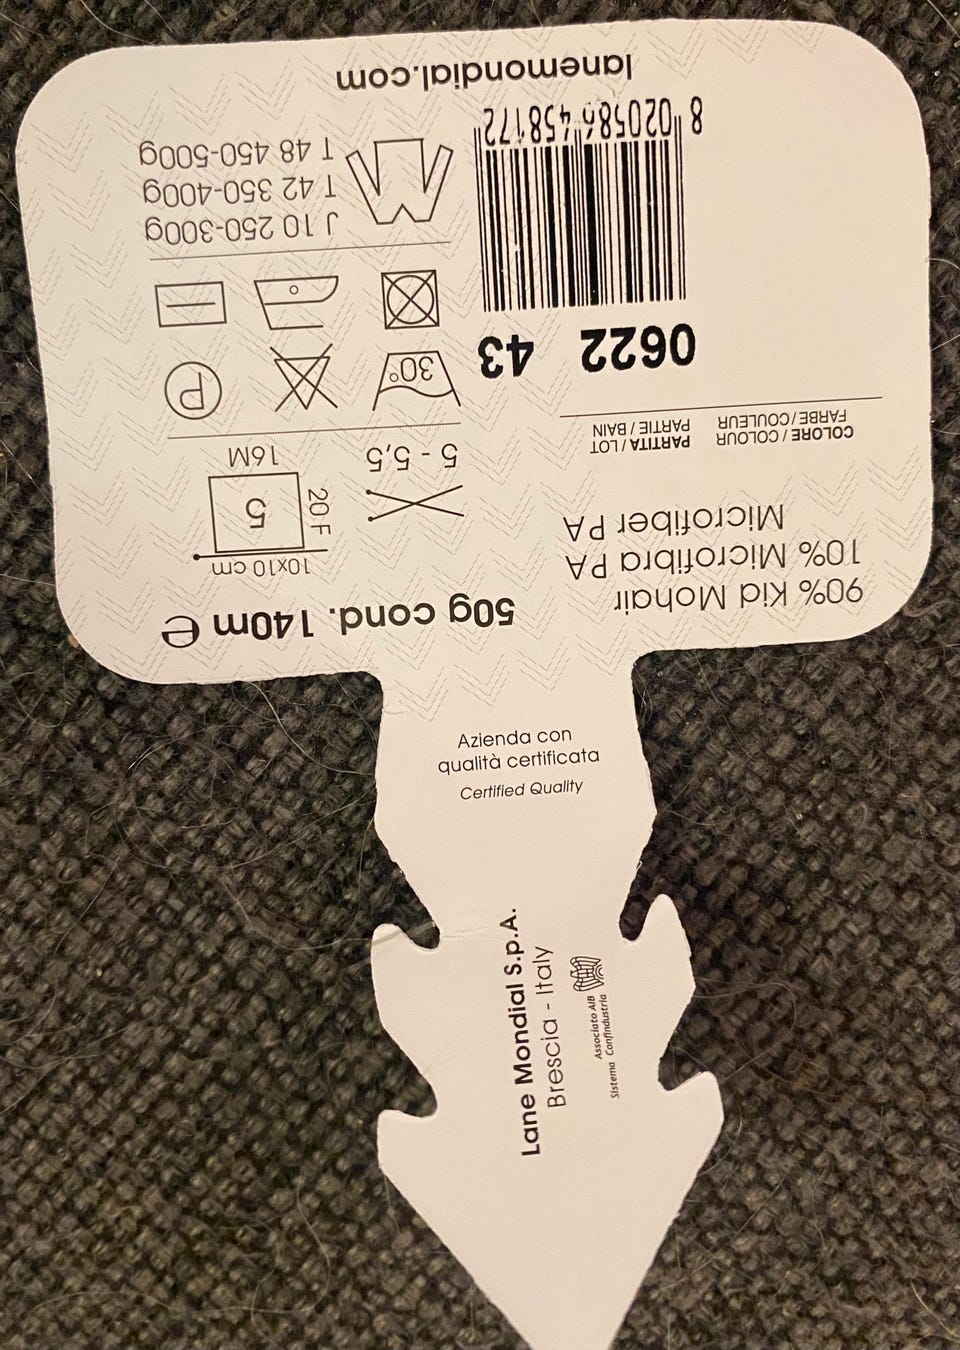 90% Kid Mohair
10% Microfibra PA
Microfiber PA
COLORE / COLOUR
FARBE / COULEUR
PARTITA / LOT
PARTIE / BAIN
0622 43
8 020586 458172
lanemondial.com
50g cond. 140m ℮
10x10 cm
5
20 F
16M
5 - 5,5
30°
P
J 10 250-300g
T 42 350-400g
T 48 450-500g
Azienda con
qualità certificata
Certified Quality
Lane Mondial S.p.A.
Brescia - Italy
Associato AIB
Sistema Confindustria